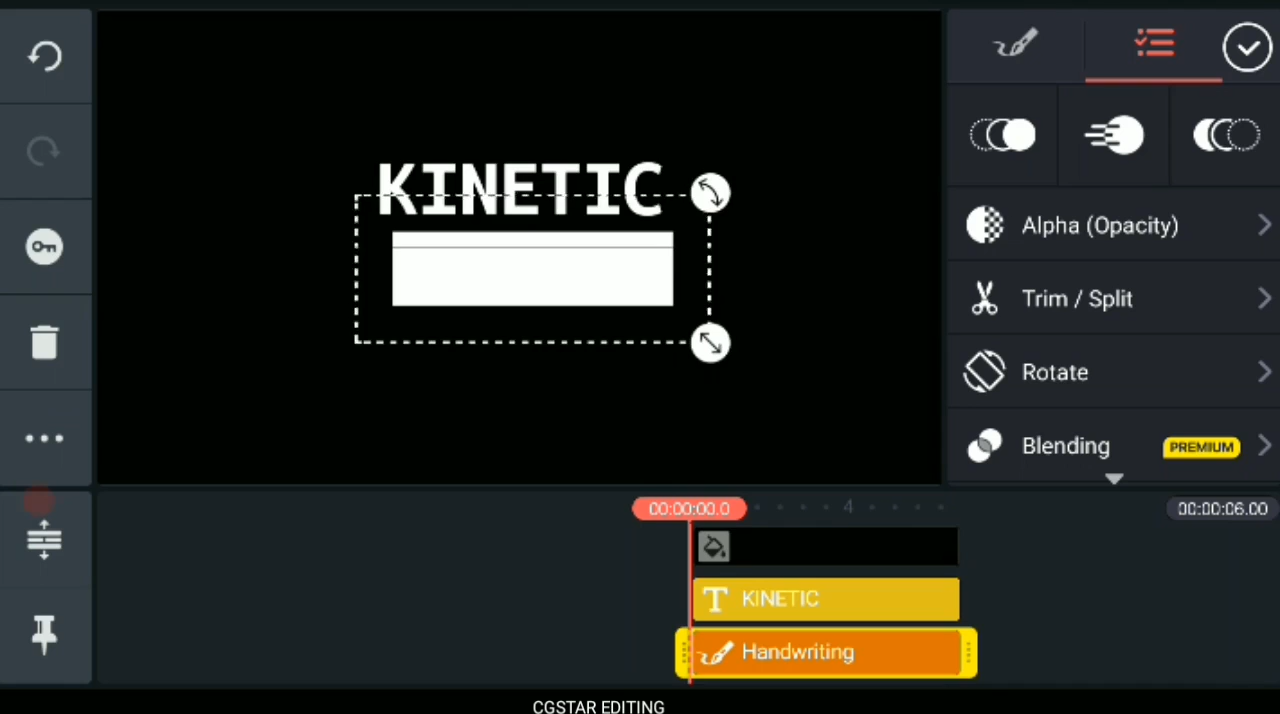 KINETIC
Alpha (Opacity)
Trim / Split
Rotate
Blending PREMIUM
00:00:00.0
4
00:00:06.00
T KINETIC
Handwriting
CGSTAR EDITING